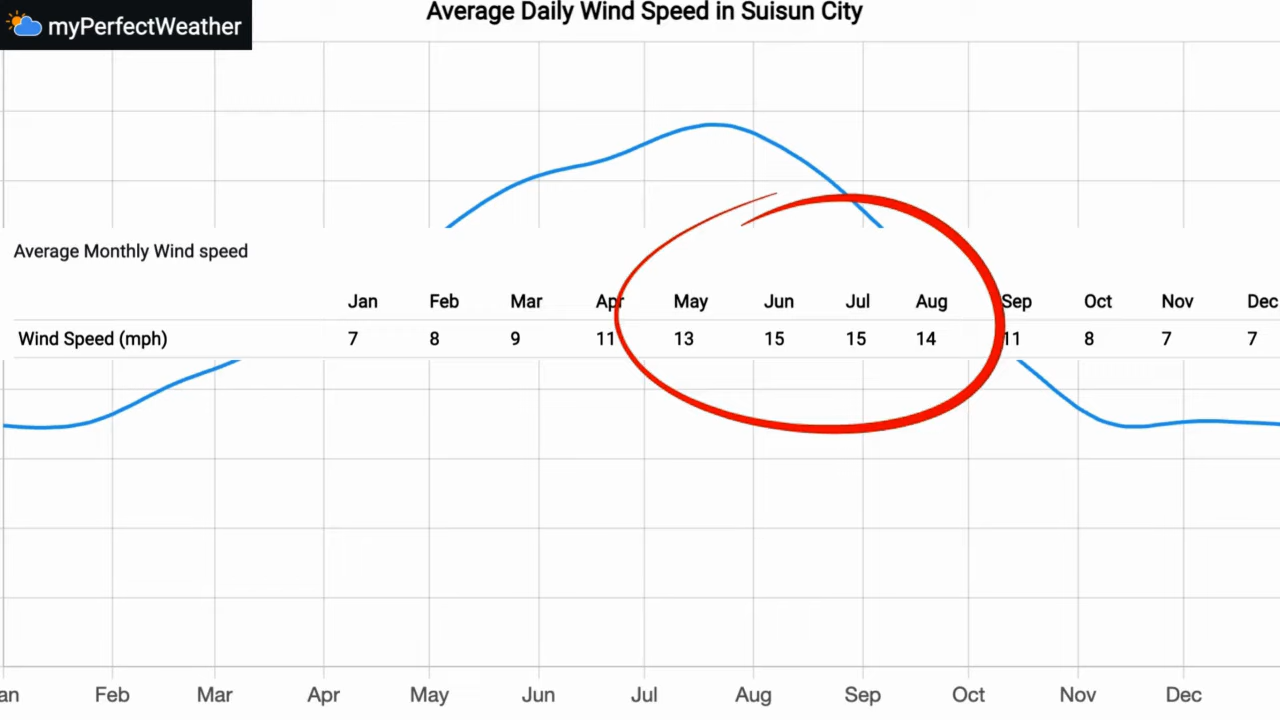 myPerfectWeather
Average Daily Wind Speed in Suisun City
Average Monthly Wind speed
Jan Feb Mar Apr May Jun Jul Aug Sep Oct Nov Dec
Wind Speed (mph) 7 8 9 11 13 15 15 14 11 8 7 7
an Feb Mar Apr May Jun Jul Aug Sep Oct Nov Dec